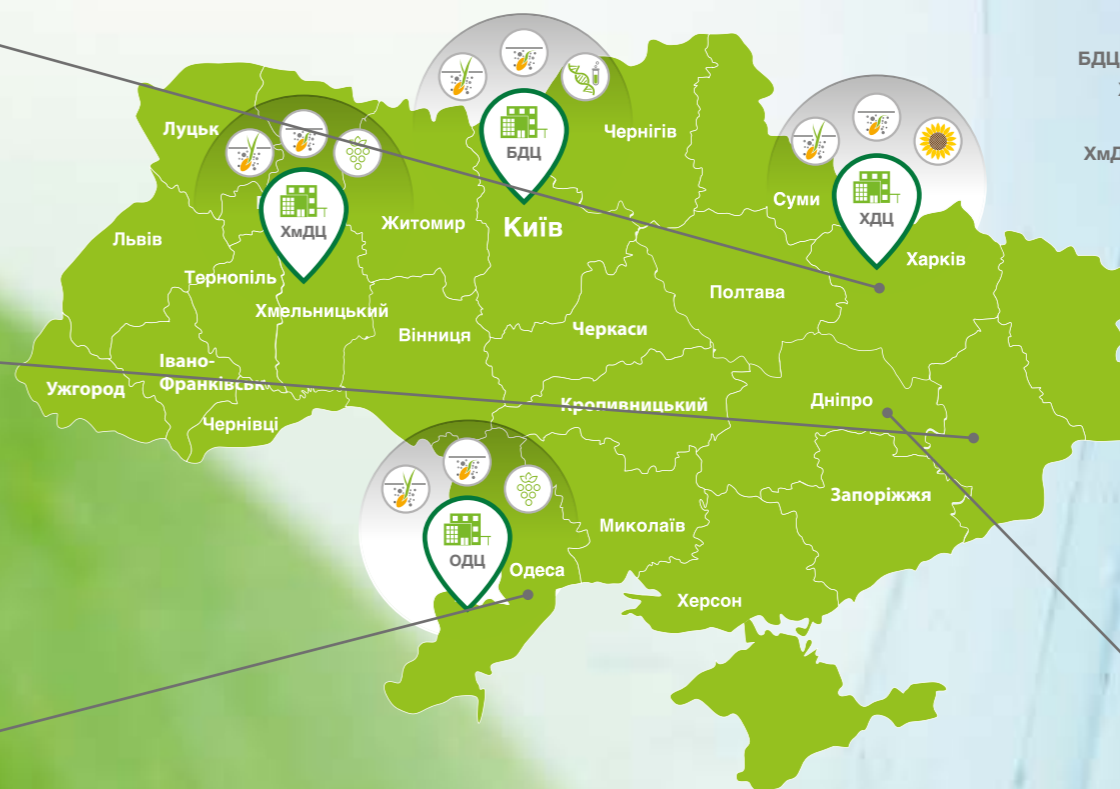 БДЦ
Луцьк
Чернігів
БДЦ
ХмД
Суми
Житомир
Київ
ХмДЦ
ХДЦ
Львів
Харків
Тернопіль
Полтава
Хмельницький
Черкаси
Вінниця
Івано-
Франківськ
Ужгород
Дніпро
Кропивницький
Чернівці
Запоріжжя
Миколаїв
ОДЦ
Одеса
Херсон